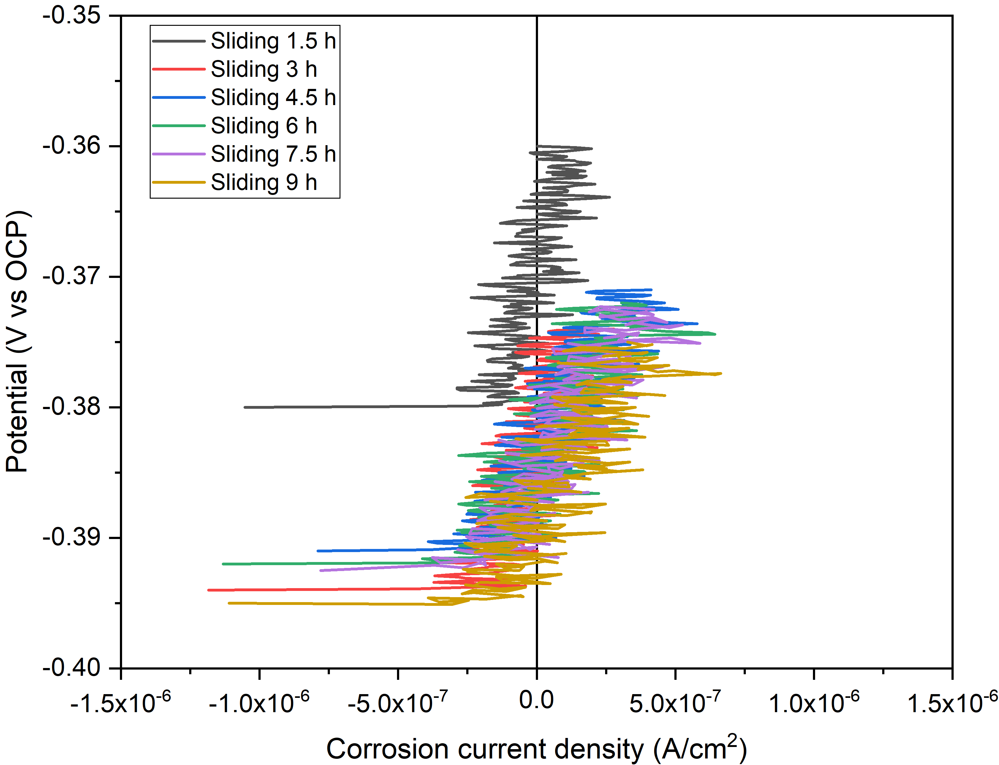 -0.35
Sliding 1.5 h
Sliding 3 h
Sliding 4.5 h
Sliding 6 h
Sliding 7.5 h
Sliding 9 h
-0.36
-0.37
-0.38
-0.39
-0.40
Potential (V vs OCP)
-1.5x10⁻⁶ -1.0x10⁻⁶ -5.0x10⁻⁷ 0.0 5.0x10⁻⁷ 1.0x10⁻⁶ 1.5x10⁻⁶
Corrosion current density (A/cm²)